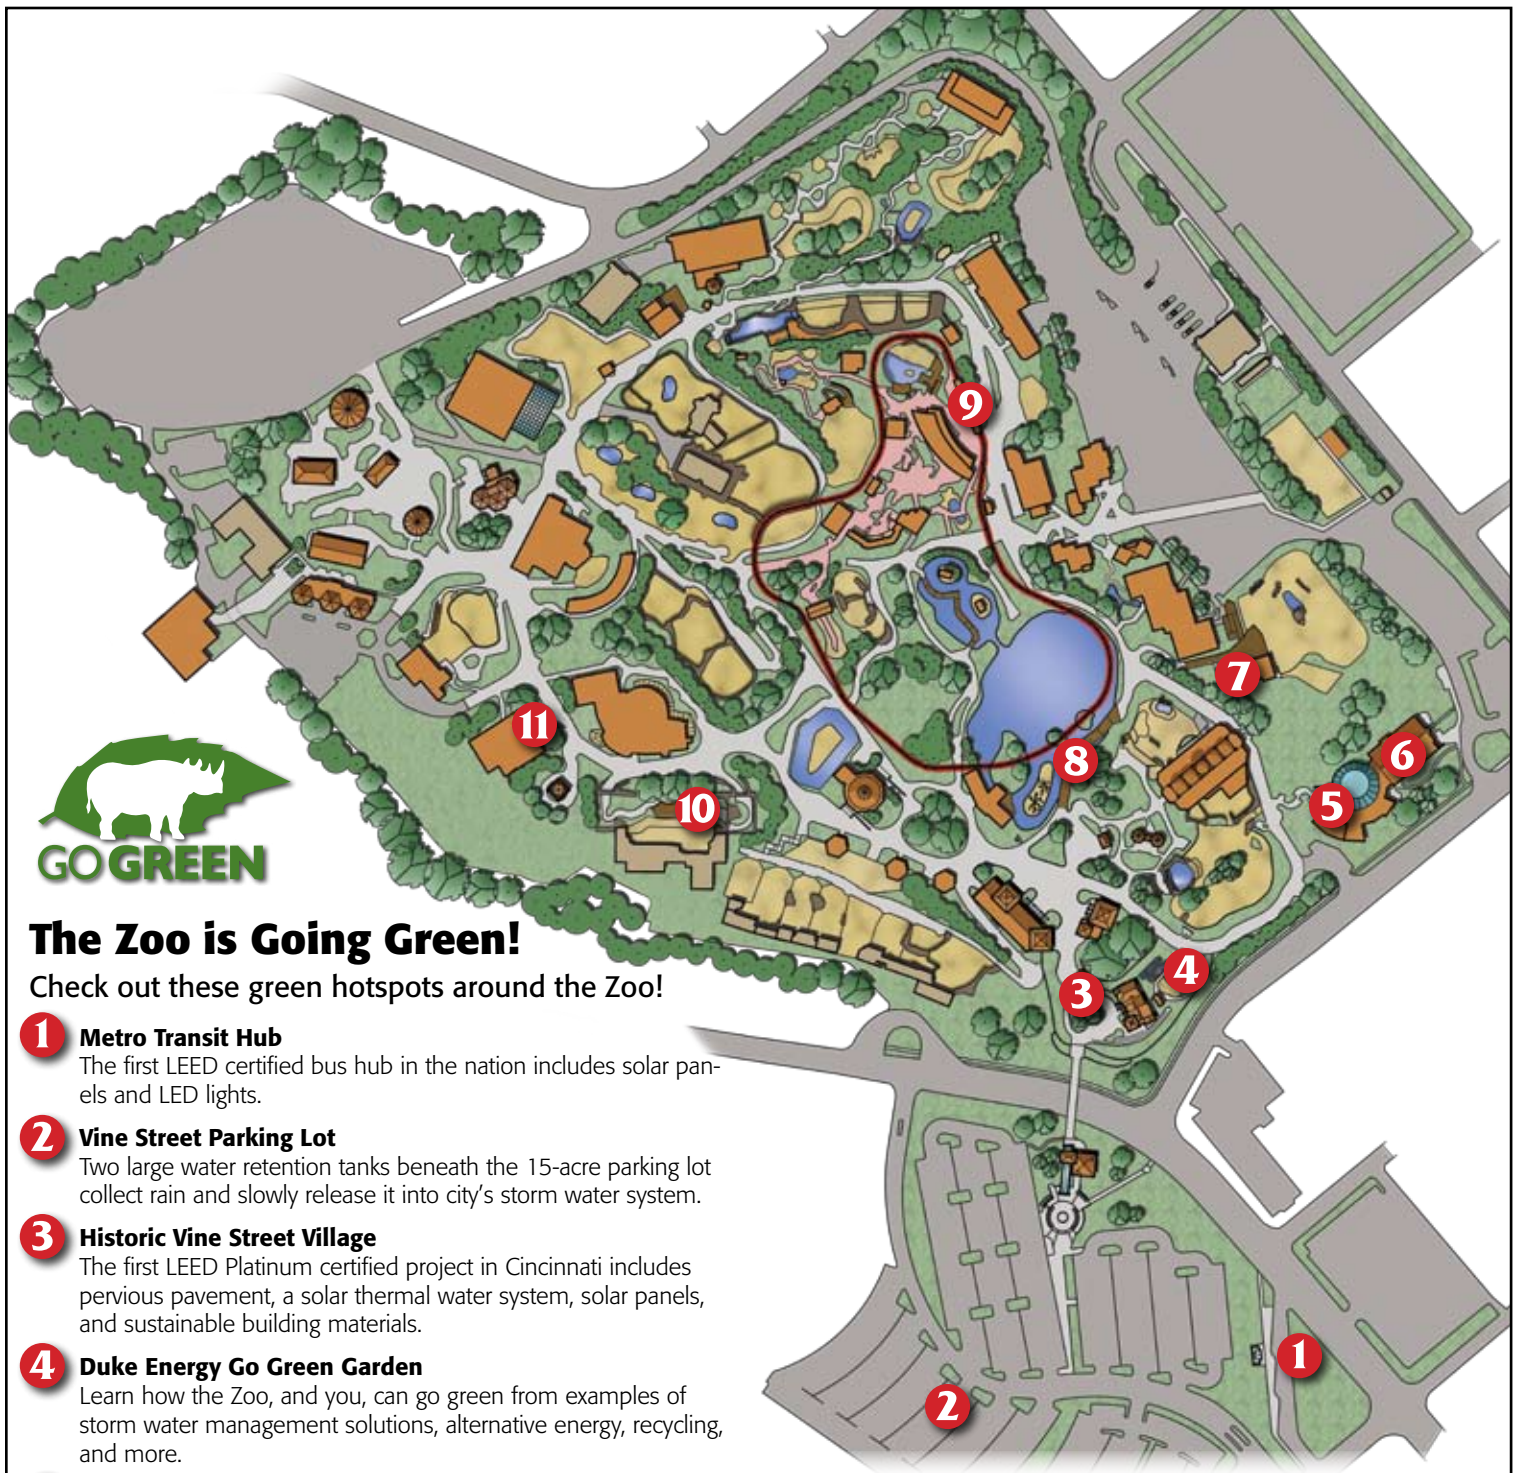 9
7
6
5
8
11
10
4
3
GO GREEN
The Zoo is Going Green!
Check out these green hotspots around the Zoo!
1 Metro Transit Hub
The first LEED certified bus hub in the nation includes solar pan-
els and LED lights.
2 Vine Street Parking Lot
Two large water retention tanks beneath the 15-acre parking lot
collect rain and slowly release it into city's storm water system.
3 Historic Vine Street Village
The first LEED Platinum certified project in Cincinnati includes
pervious pavement, a solar thermal water system, solar panels,
and sustainable building materials.
4 Duke Energy Go Green Garden
Learn how the Zoo, and you, can go green from examples of
storm water management solutions, alternative energy, recycling,
and more.
1
2